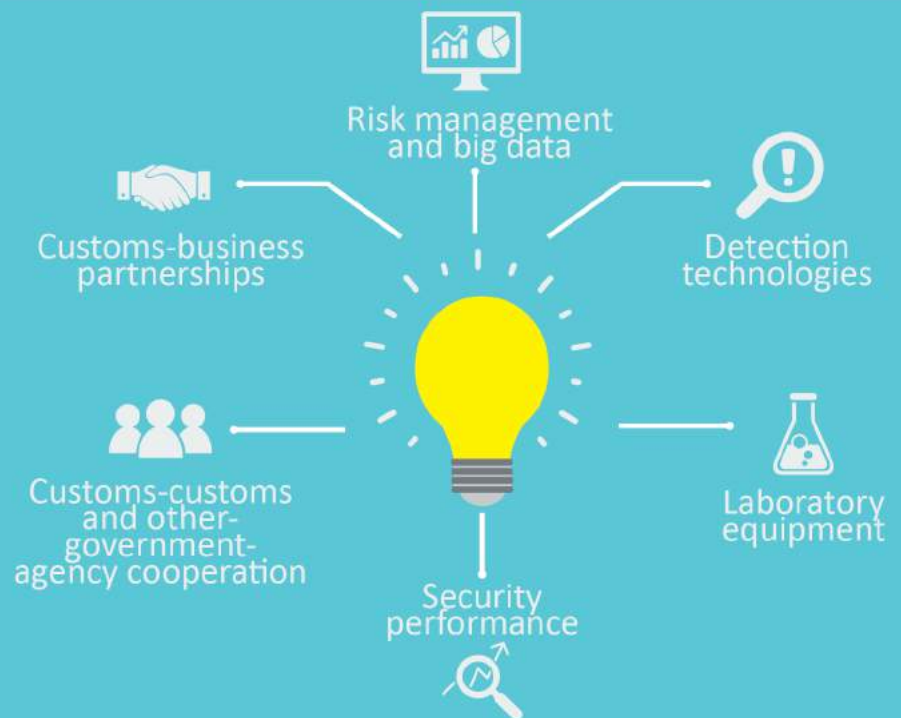 Risk management
and big data
Customs-business
partnerships
Detection
technologies
Customs-customs
and other-
government-
agency cooperation
Laboratory
equipment
Security
performance